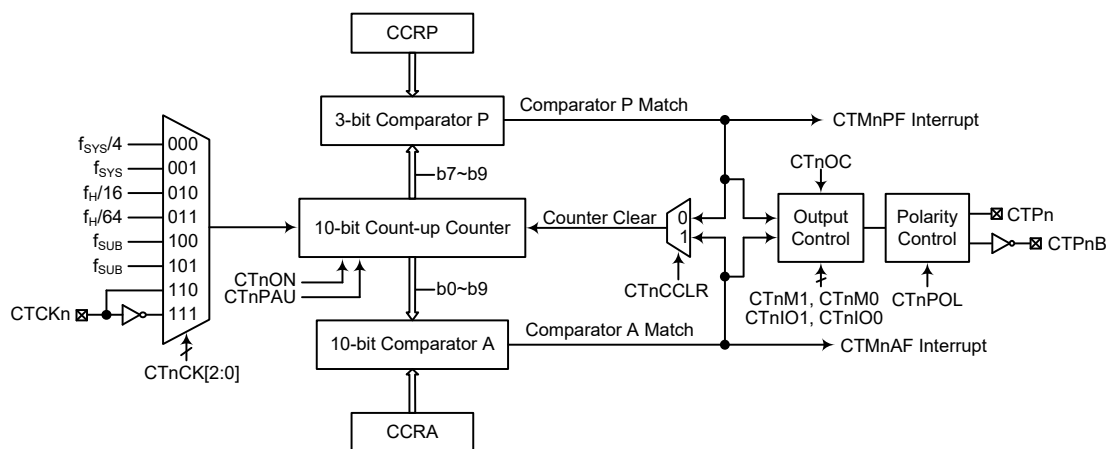 CCRP
3-bit Comparator P
Comparator P Match
CTMnPF Interrupt
b7~b9
fSYS/4
000
fSYS
001
fH/16
010
fH/64
011
fSUB
100
fSUB
101
110
CTCKn
111
CTnCK[2:0]
10-bit Count-up Counter
CTnON
CTnPAU
Counter Clear
0
1
CTnCCLR
CTnOC
Output
Control
CTnM1, CTnM0
CTnIO1, CTnIO0
Polarity
Control
CTnPOL
CTPn
CTPnB
b0~b9
10-bit Comparator A
Comparator A Match
CTMnAF Interrupt
CCRA